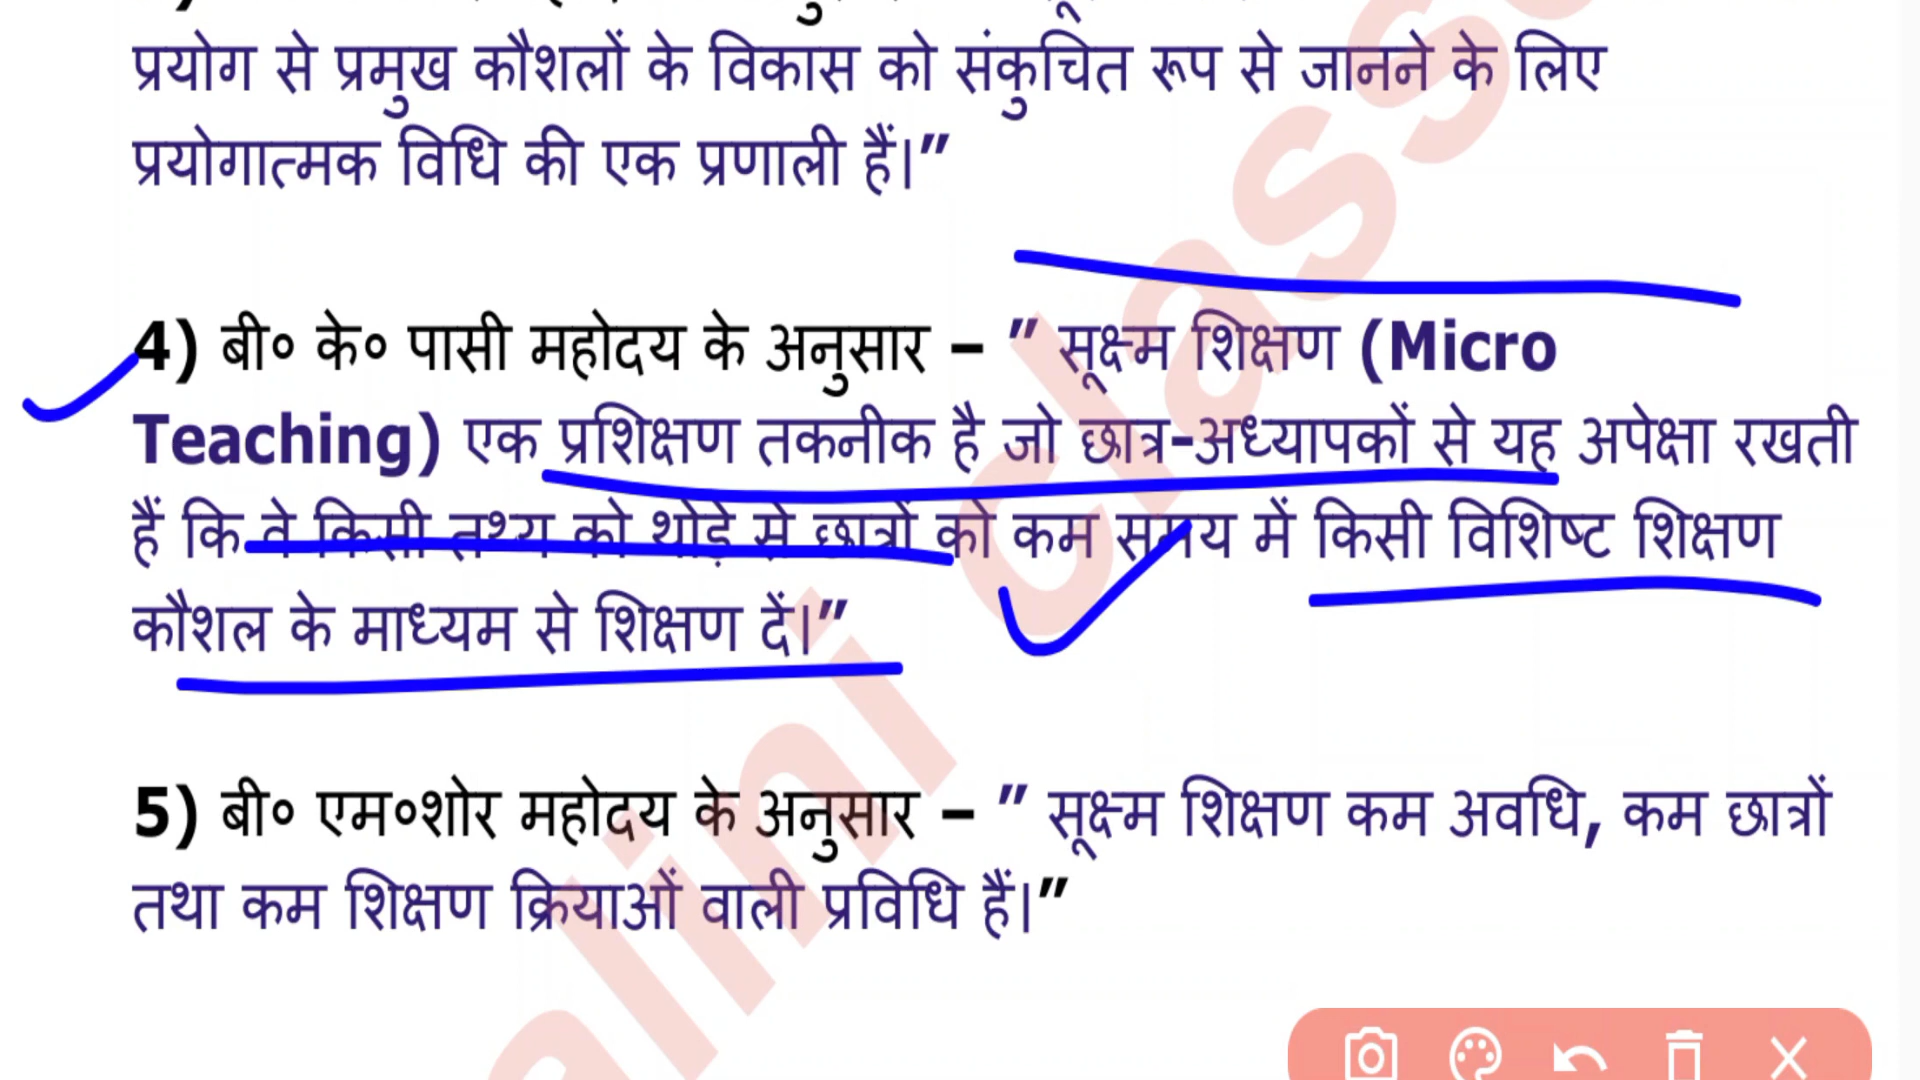 प्रयोग से प्रमुख कौशलों के विकास को संकुचित रूप से जानने के लिए
प्रयोगात्मक विधि की एक प्रणाली हैं।”
4) बी० के० पासी महोदय के अनुसार – ” सूक्ष्म शिक्षण (Micro
Teaching) एक प्रशिक्षण तकनीक है जो छात्र-अध्यापकों से यह अपेक्षा रखती
हैं कि वे किसी तथ्य को थोड़े से छात्रों को कम समय में किसी विशिष्ट शिक्षण
कौशल के माध्यम से शिक्षण दें।”
5) बी० एम०शोर महोदय के अनुसार – ” सूक्ष्म शिक्षण कम अवधि, कम छात्रों
तथा कम शिक्षण क्रियाओं वाली प्रविधि हैं।”